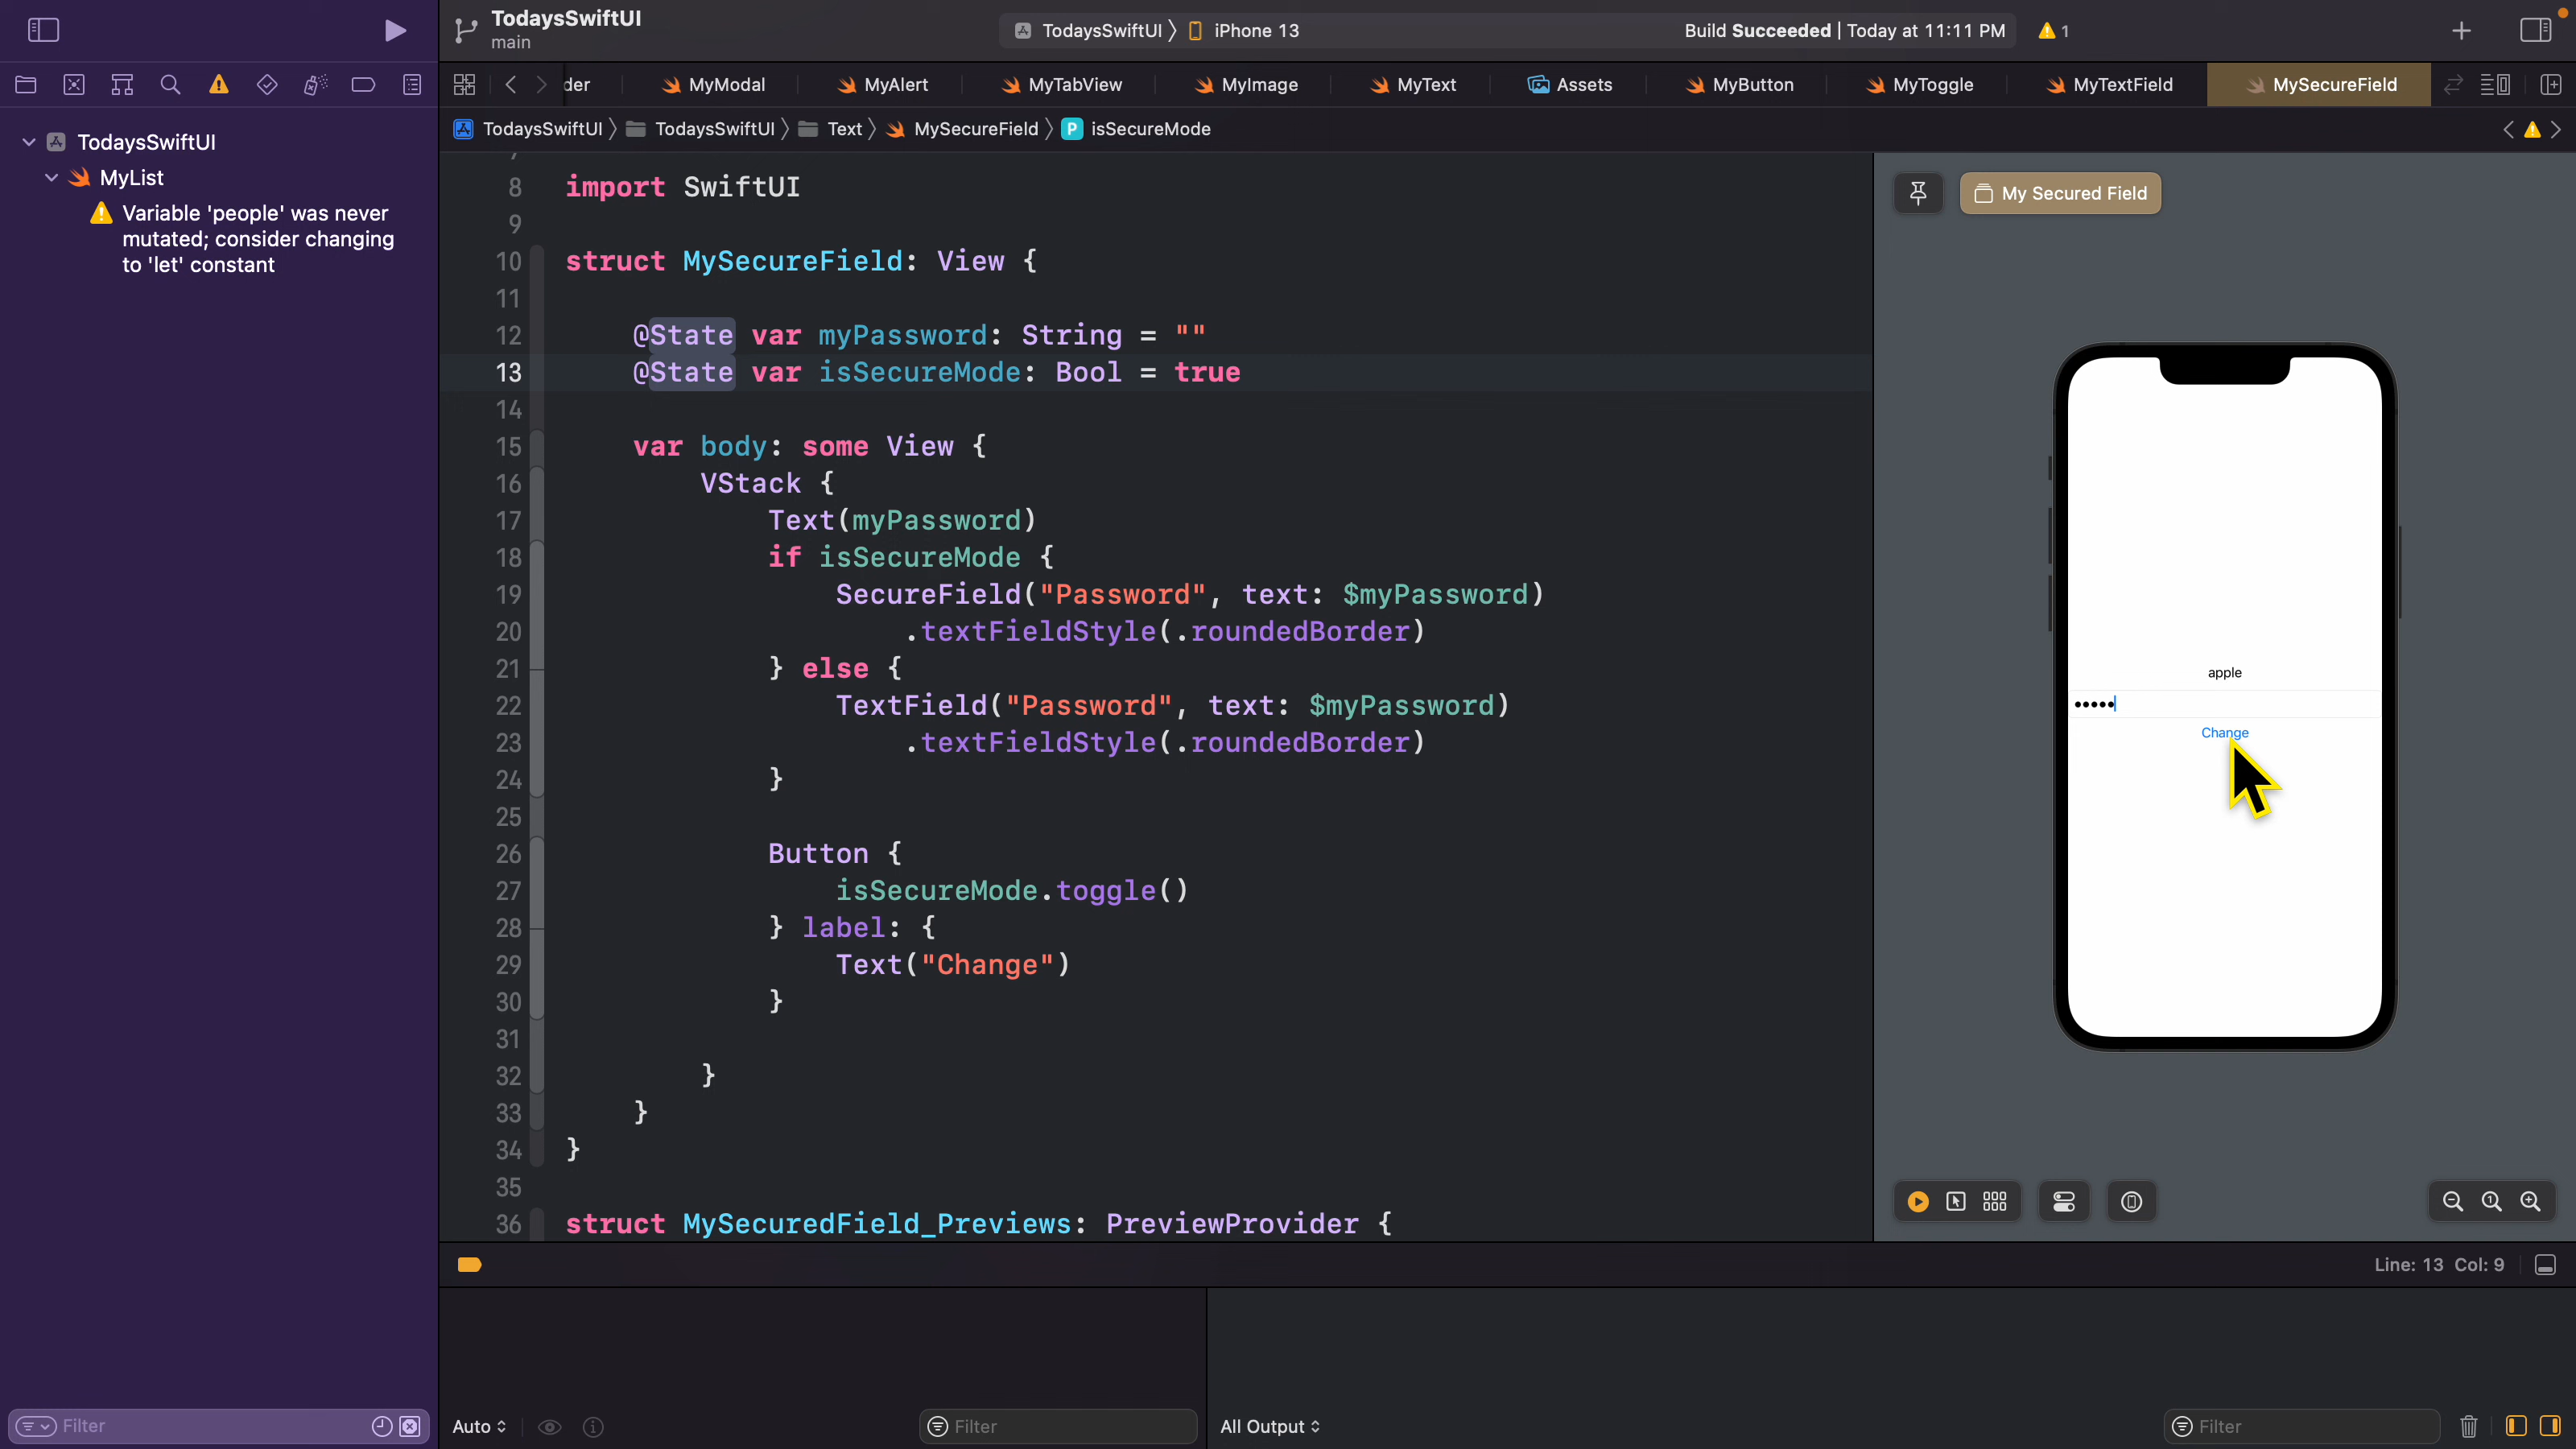 TodaysSwiftUI
main
TodaysSwiftUI 〉 iPhone 13
Build Succeeded | Today at 11:11 PM
1
der
MyModal
MyAlert
MyTabView
MyImage
MyText
Assets
MyButton
MyToggle
MyTextField
MySecureField
TodaysSwiftUI 〉 TodaysSwiftUI 〉 Text 〉 MySecureField 〉 P isSecureMode
TodaysSwiftUI
MyList
Variable 'people' was never
mutated; consider changing
to 'let' constant
8 import SwiftUI
9
10 struct MySecureField: View {
11
12 @State var myPassword: String = ""
13 @State var isSecureMode: Bool = true
14
15 var body: some View {
16 VStack {
17 Text(myPassword)
18 if isSecureMode {
19 SecureField("Password", text: $myPassword)
20 .textFieldStyle(.roundedBorder)
21 } else {
22 TextField("Password", text: $myPassword)
23 .textFieldStyle(.roundedBorder)
24 }
25
26 Button {
27 isSecureMode.toggle()
28 } label: {
29 Text("Change")
30 }
31
32 }
33 }
34 }
35
36 struct MySecuredField_Previews: PreviewProvider {
My Secured Field
apple
•••••
Change
Line: 13 Col: 9
Filter
Auto
Filter
All Output
Filter